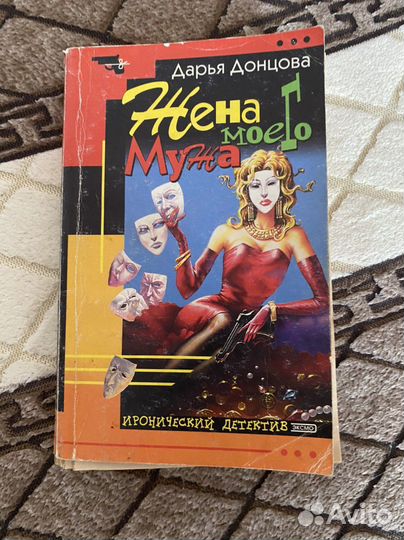 Дарья Донцова
Жена
моего
Мужа
ИРОНИЧЕСКИЙ ДЕТЕКТИВ
ЭКСМО
Avito